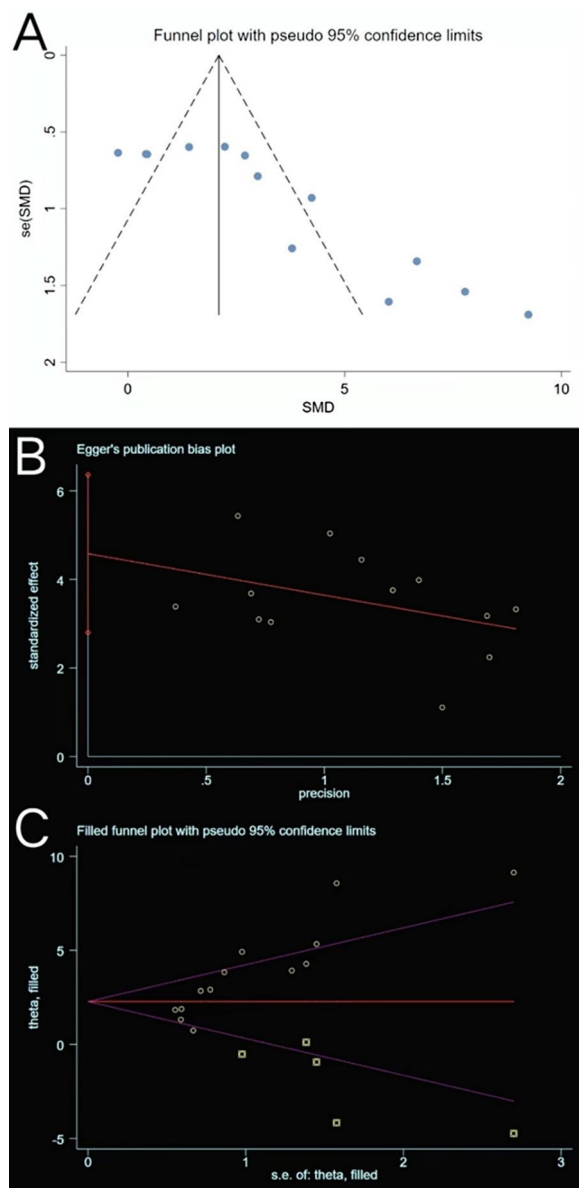 A
Funnel plot with pseudo 95% confidence limits
0
.5
1
1.5
2
se(SMD)
0 5 10
SMD
B
Egger's publication bias plot
6
4
2
0
standardized effect
0 .5 1 1.5 2
precision
C
Filled funnel plot with pseudo 95% confidence limits
10
5
0
-5
theta, filled
0 1 2 3
s.e. of: theta, filled